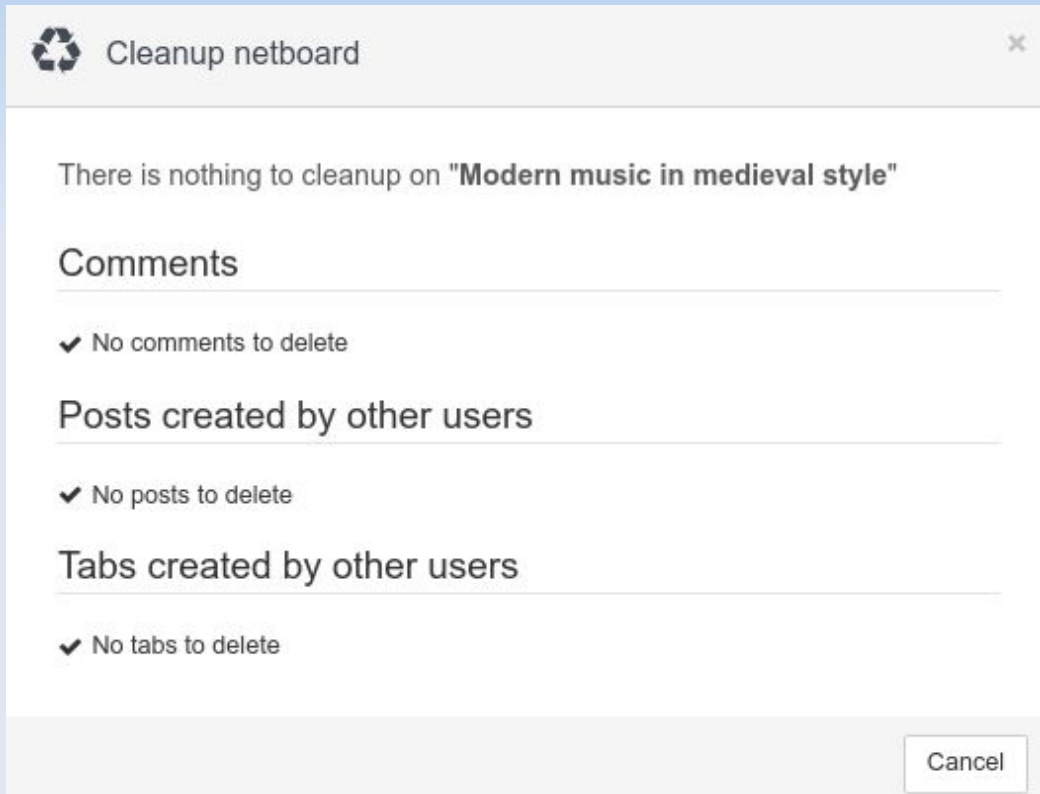 Cleanup netboard
×
There is nothing to cleanup on "Modern music in medieval style"
Comments
✔ No comments to delete
Posts created by other users
✔ No posts to delete
Tabs created by other users
✔ No tabs to delete
Cancel